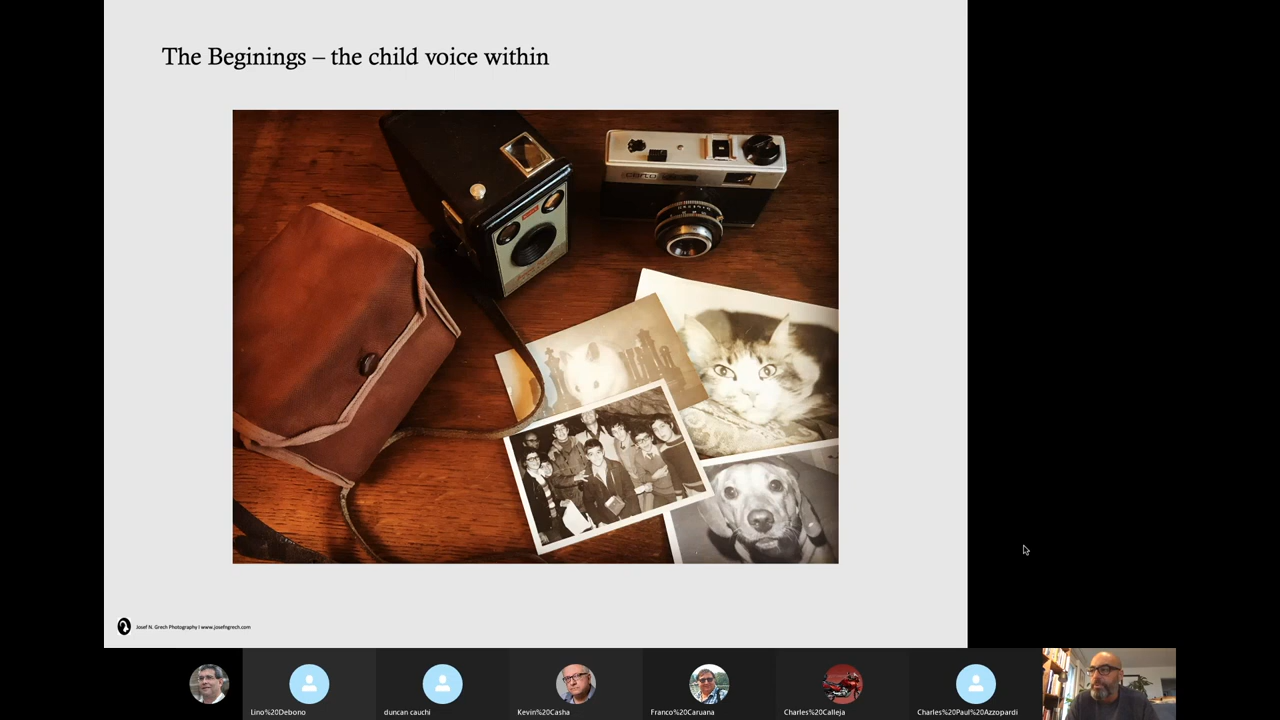 The Beginings – the child voice within
Josef N. Grech Photography I www.josefngrech.com
Lino%20Debono
duncan cauchi
Kevin%20Casha
Franco%20Caruana
Charles%20Calleja
Charles%20Paul%20Azzopardi